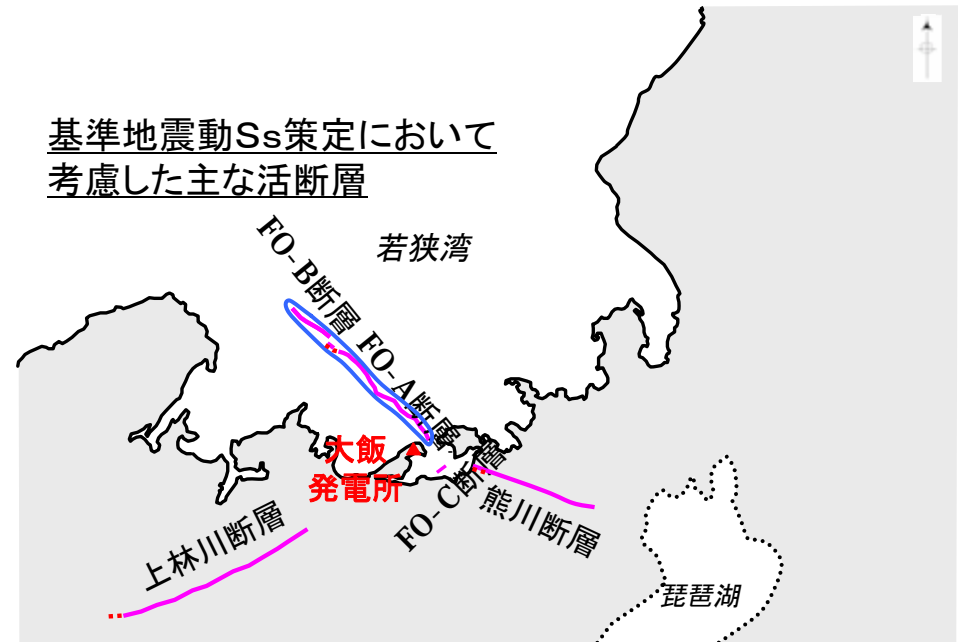 基準地震動Ss策定において
考慮した主な活断層
若狭湾
FO-B断層
FO-A断層
大飯
発電所
FO-C断層
熊川断層
上林川断層
琵琶湖